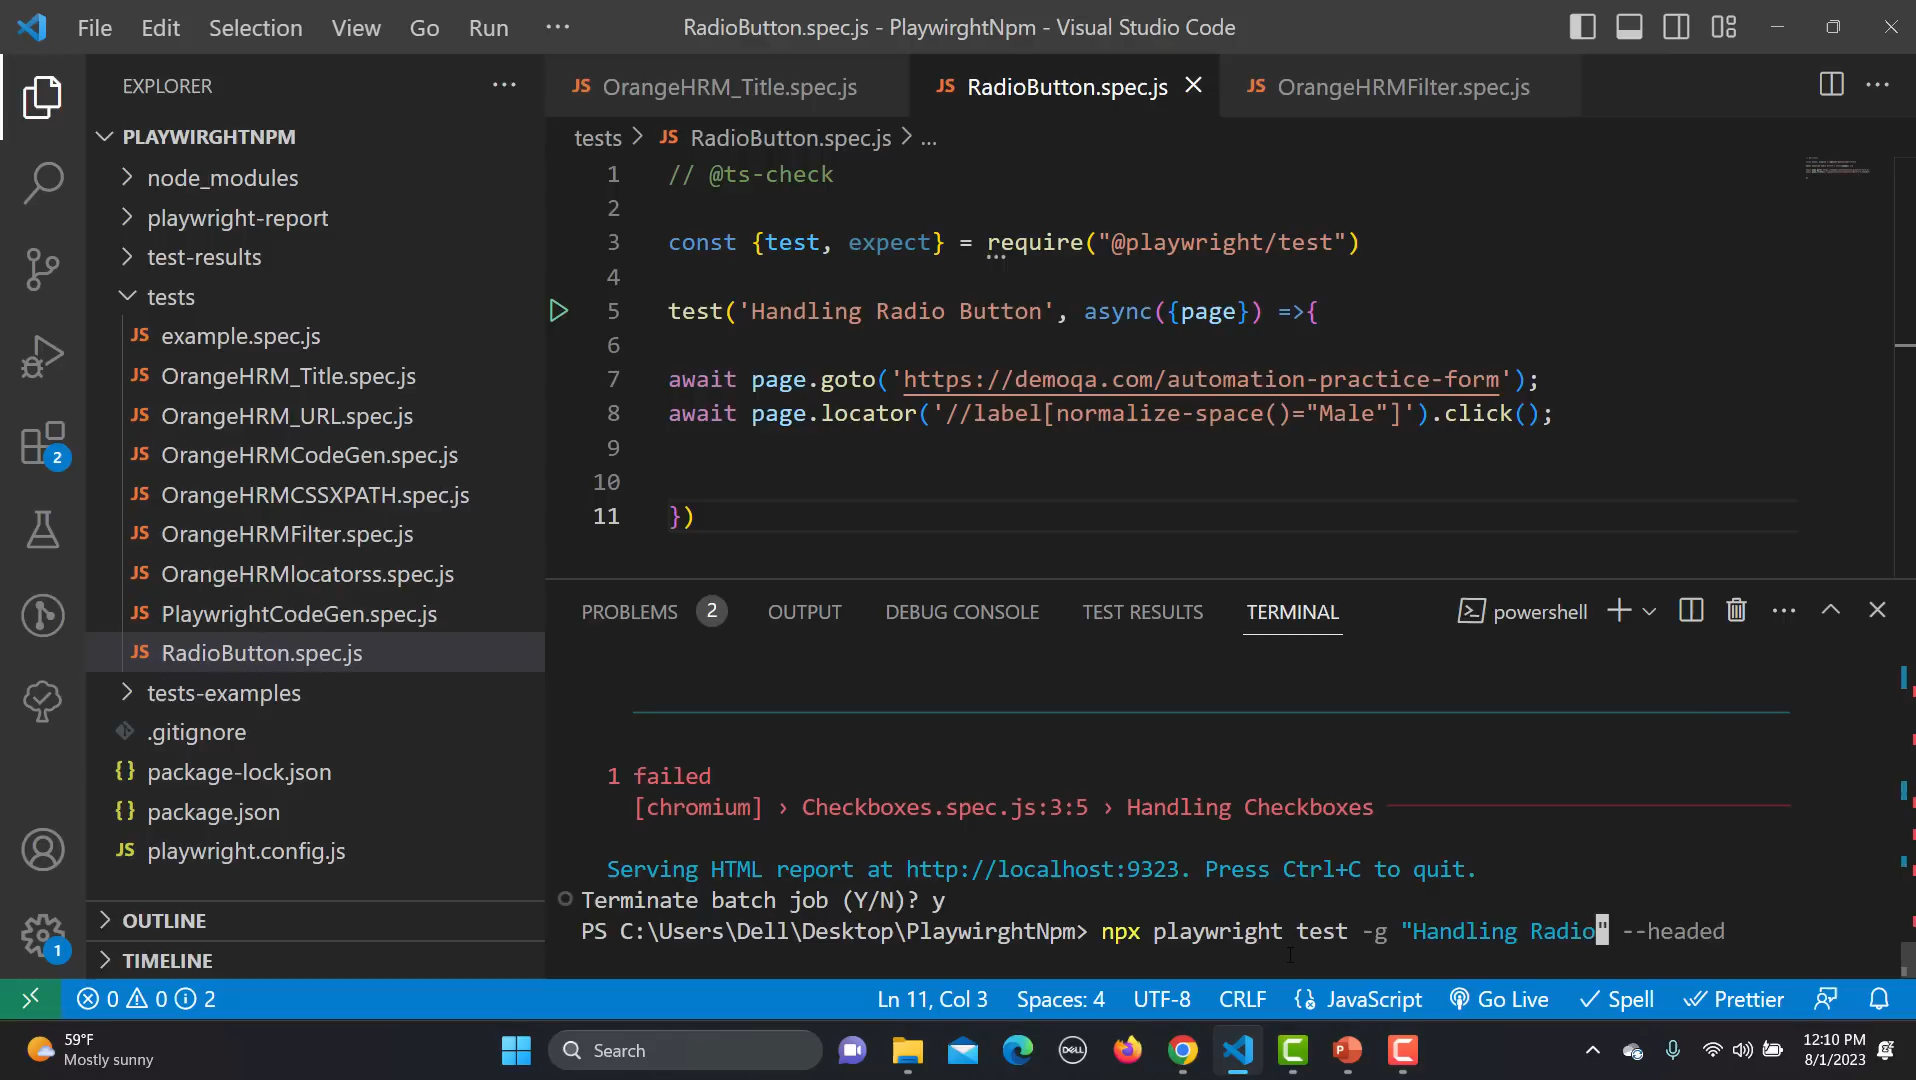 File Edit Selection View Go Run ··· RadioButton.spec.js - PlaywirghtNpm - Visual Studio Code
EXPLORER ···
PLAYWIRGHTNPM
node_modules
playwright-report
test-results
tests
JS example.spec.js
JS OrangeHRM_Title.spec.js
JS OrangeHRM_URL.spec.js
JS OrangeHRMCodeGen.spec.js
JS OrangeHRMCSSXPATH.spec.js
JS OrangeHRMFilter.spec.js
JS OrangeHRMlocatorss.spec.js
JS PlaywrightCodeGen.spec.js
JS RadioButton.spec.js
tests-examples
.gitignore
{} package-lock.json
{} package.json
JS playwright.config.js
OUTLINE
TIMELINE
2
1
JS OrangeHRM_Title.spec.js JS RadioButton.spec.js JS OrangeHRMFilter.spec.js
tests > JS RadioButton.spec.js > ...
1 // @ts-check
2
3 const {test, expect} = require("@playwright/test")
4
5 test('Handling Radio Button', async({page}) =>{
6
7 await page.goto('https://demoqa.com/automation-practice-form');
8 await page.locator('//label[normalize-space()="Male"]').click();
9
10
11 })
PROBLEMS 2 OUTPUT DEBUG CONSOLE TEST RESULTS TERMINAL powershell
1 failed
[chromium] › Checkboxes.spec.js:3:5 › Handling Checkboxes
Serving HTML report at http://localhost:9323. Press Ctrl+C to quit.
Terminate batch job (Y/N)? y
PS C:\Users\Dell\Desktop\PlaywirghtNpm> npx playwright test -g "Handling Radio" --headed
0 0 2 Ln 11, Col 3 Spaces: 4 UTF-8 CRLF {} JavaScript Go Live Spell Prettier
59°F
Mostly sunny
Search
DELL
12:10 PM
8/1/2023